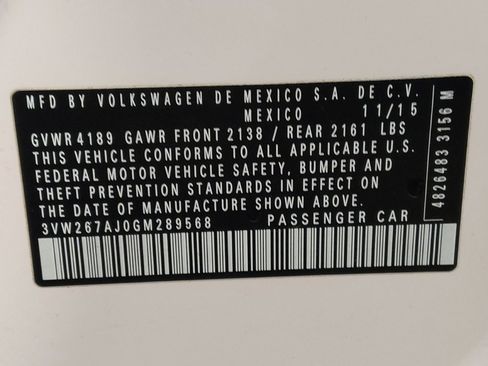 MFD BY VOLKSWAGEN DE MEXICO S.A. DE C.V.
MEXICO 11/15
GVWR 4189 GAWR FRONT 2138 / REAR 2161 LBS
THIS VEHICLE CONFORMS TO ALL APPLICABLE U.S.
FEDERAL MOTOR VEHICLE SAFETY, BUMPER AND
THEFT PREVENTION STANDARDS IN EFFECT ON
THE DATE OF MANUFACTURE SHOWN ABOVE.
3VW267AJ0GM289568 PASSENGER CAR
4826483 3156 M